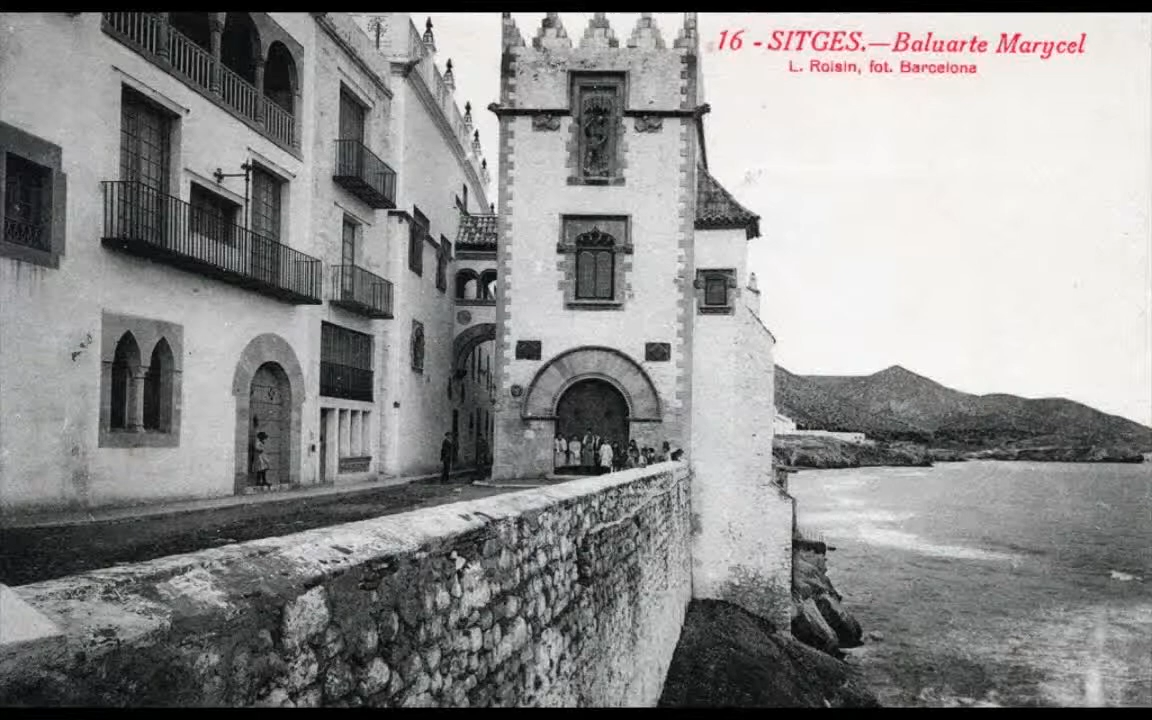 16 - SITGES.—Baluarte Marycel
L. Roisin, fot. Barcelona